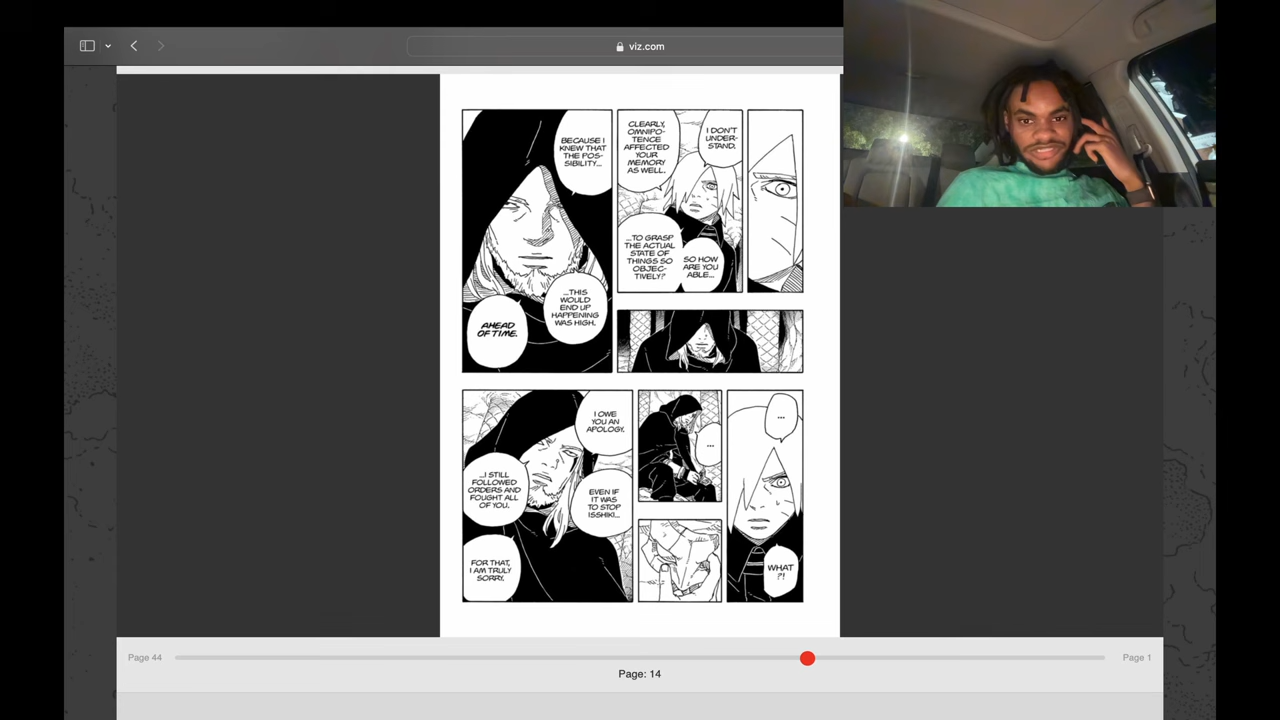 viz.com
I DON'T
UNDER-
STAND.
CLEARLY,
OMNIPO-
TENCE
AFFECTED
YOUR
MEMORY
AS WELL.
SO HOW
ARE YOU
ABLE...
...TO GRASP
THE ACTUAL
STATE OF
THINGS SO
OBJEC-
TIVELY?
BECAUSE I
KNEW THAT
THE POS-
SIBILITY...
...THIS
WOULD
END UP
HAPPENING
WAS HIGH.
AHEAD
OF TIME.
...
WHAT
?!
...
I OWE
YOU AN
APOLOGY.
EVEN IF
IT WAS
TO STOP
ISSHIKI...
...I STILL
FOLLOWED
ORDERS AND
FOUGHT ALL
OF YOU.
FOR THAT,
I AM TRULY
SORRY.
Page 44
Page 1
Page: 14